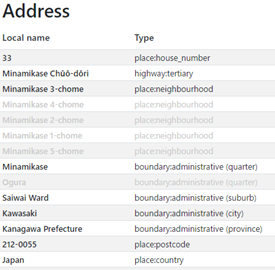 Address
Local name Type
33 place:house_number
Minamikase Chūō-dōri highway:tertiary
Minamikase 3-chome place:neighbourhood
Minamikase 4-chome place:neighbourhood
Minamikase 2-chome place:neighbourhood
Minamikase 1-chome place:neighbourhood
Minamikase 5-chome place:neighbourhood
Minamikase boundary:administrative (quarter)
Ogura boundary:administrative (quarter)
Saiwai Ward boundary:administrative (suburb)
Kawasaki boundary:administrative (city)
Kanagawa Prefecture boundary:administrative (province)
212-0055 place:postcode
Japan place:country